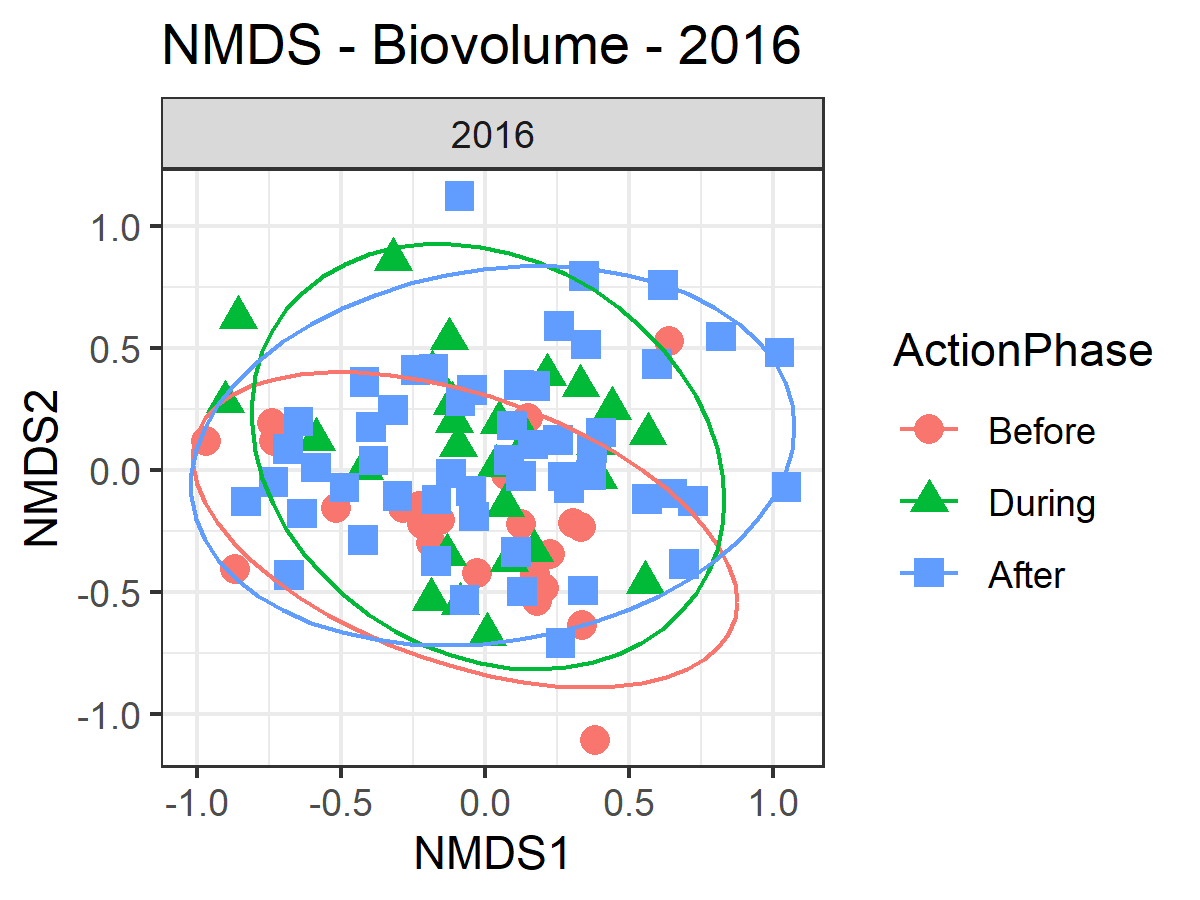 NMDS - Biovolume - 2016
2016
1.0
0.5
0.0
-0.5
-1.0
NMDS2
-1.0 -0.5 0.0 0.5 1.0
NMDS1
ActionPhase
Before
During
After